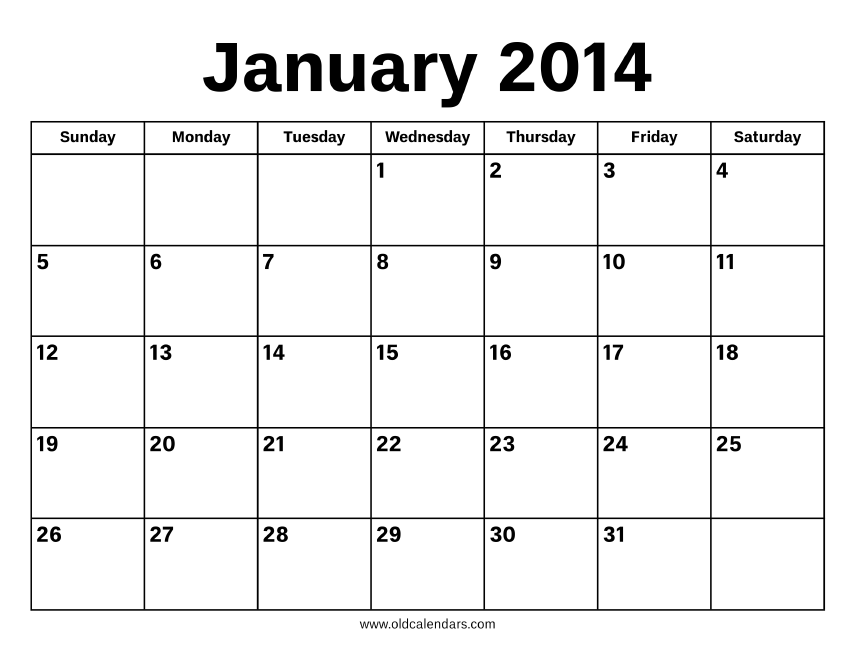 January 2014
Sunday Monday Tuesday Wednesday Thursday Friday Saturday
1 2 3 4
5 6 7 8 9 10 11
12 13 14 15 16 17 18
19 20 21 22 23 24 25
26 27 28 29 30 31
www.oldcalendars.com